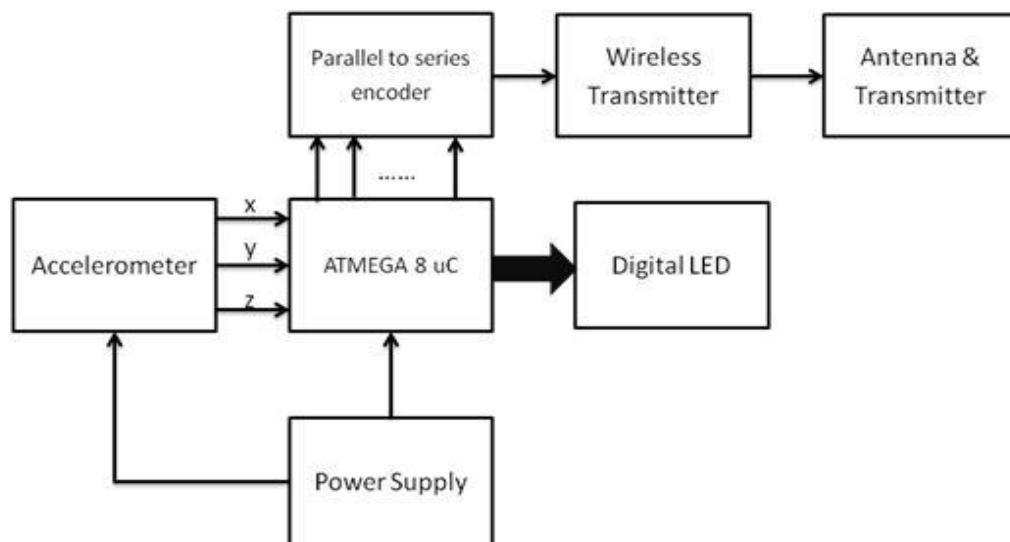 Parallel to series
encoder
Wireless
Transmitter
Antenna &
Transmitter
......
x
y
z
Accelerometer
ATMEGA 8 uC
Digital LED
Power Supply